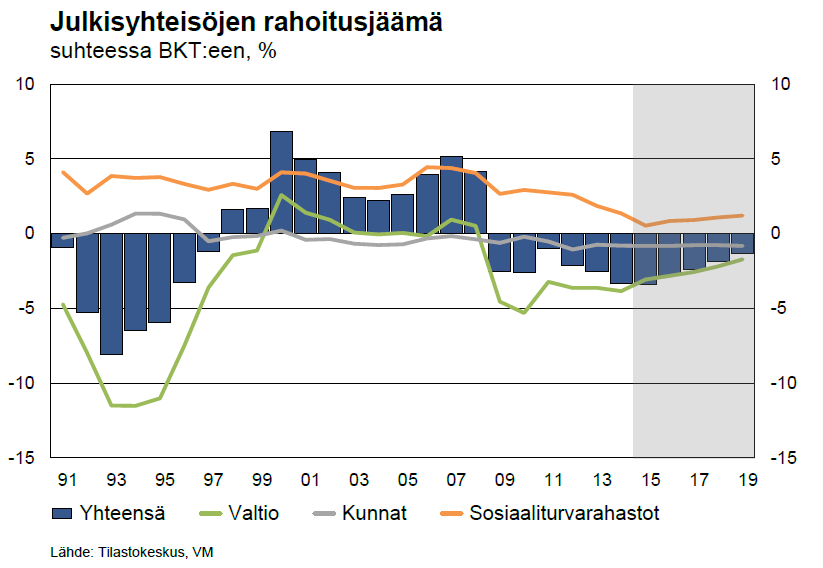 Julkisyhteisöjen rahoitusjäämä
suhteessa BKT:een, %
10 10
5 5
0 0
-5 -5
-10 -10
-15 -15
91 93 95 97 99 01 03 05 07 09 11 13 15 17 19
Yhteensä Valtio Kunnat Sosiaaliturvarahastot
Lähde: Tilastokeskus, VM